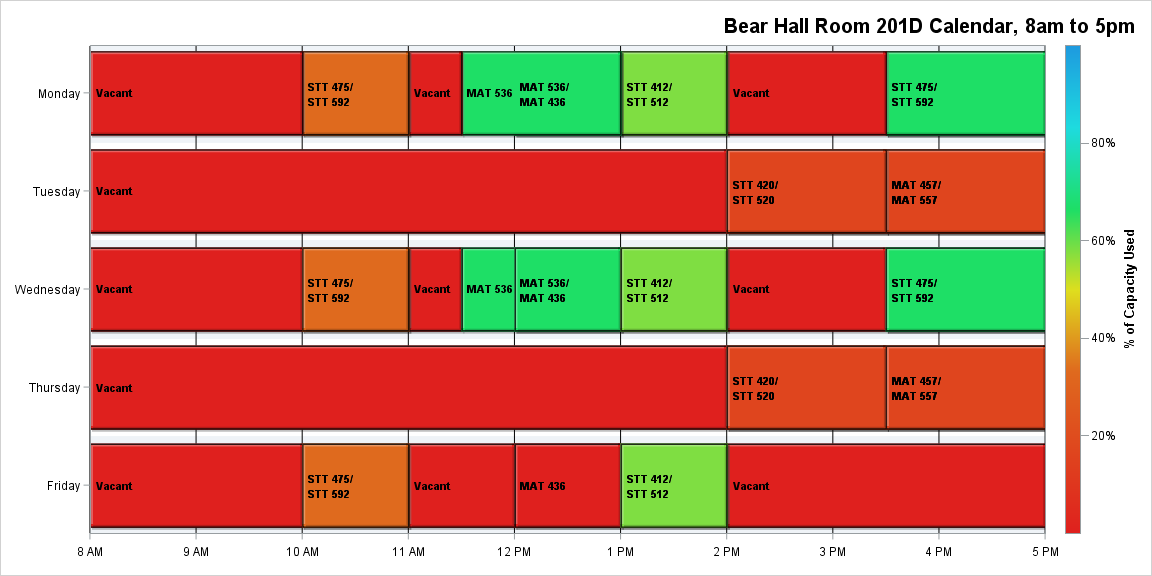 Bear Hall Room 201D Calendar, 8am to 5pm
Monday
Vacant
STT 475/
STT 592
Vacant
MAT 536
MAT 536/
MAT 436
STT 412/
STT 512
Vacant
STT 475/
STT 592
Tuesday
Vacant
STT 420/
STT 520
MAT 457/
MAT 557
Wednesday
Vacant
STT 475/
STT 592
Vacant
MAT 536
MAT 536/
MAT 436
STT 412/
STT 512
Vacant
STT 475/
STT 592
Thursday
Vacant
STT 420/
STT 520
MAT 457/
MAT 557
Friday
Vacant
STT 475/
STT 592
Vacant
MAT 436
STT 412/
STT 512
Vacant
8 AM 9 AM 10 AM 11 AM 12 PM 1 PM 2 PM 3 PM 4 PM 5 PM
80%
60%
40%
20%
% of Capacity Used